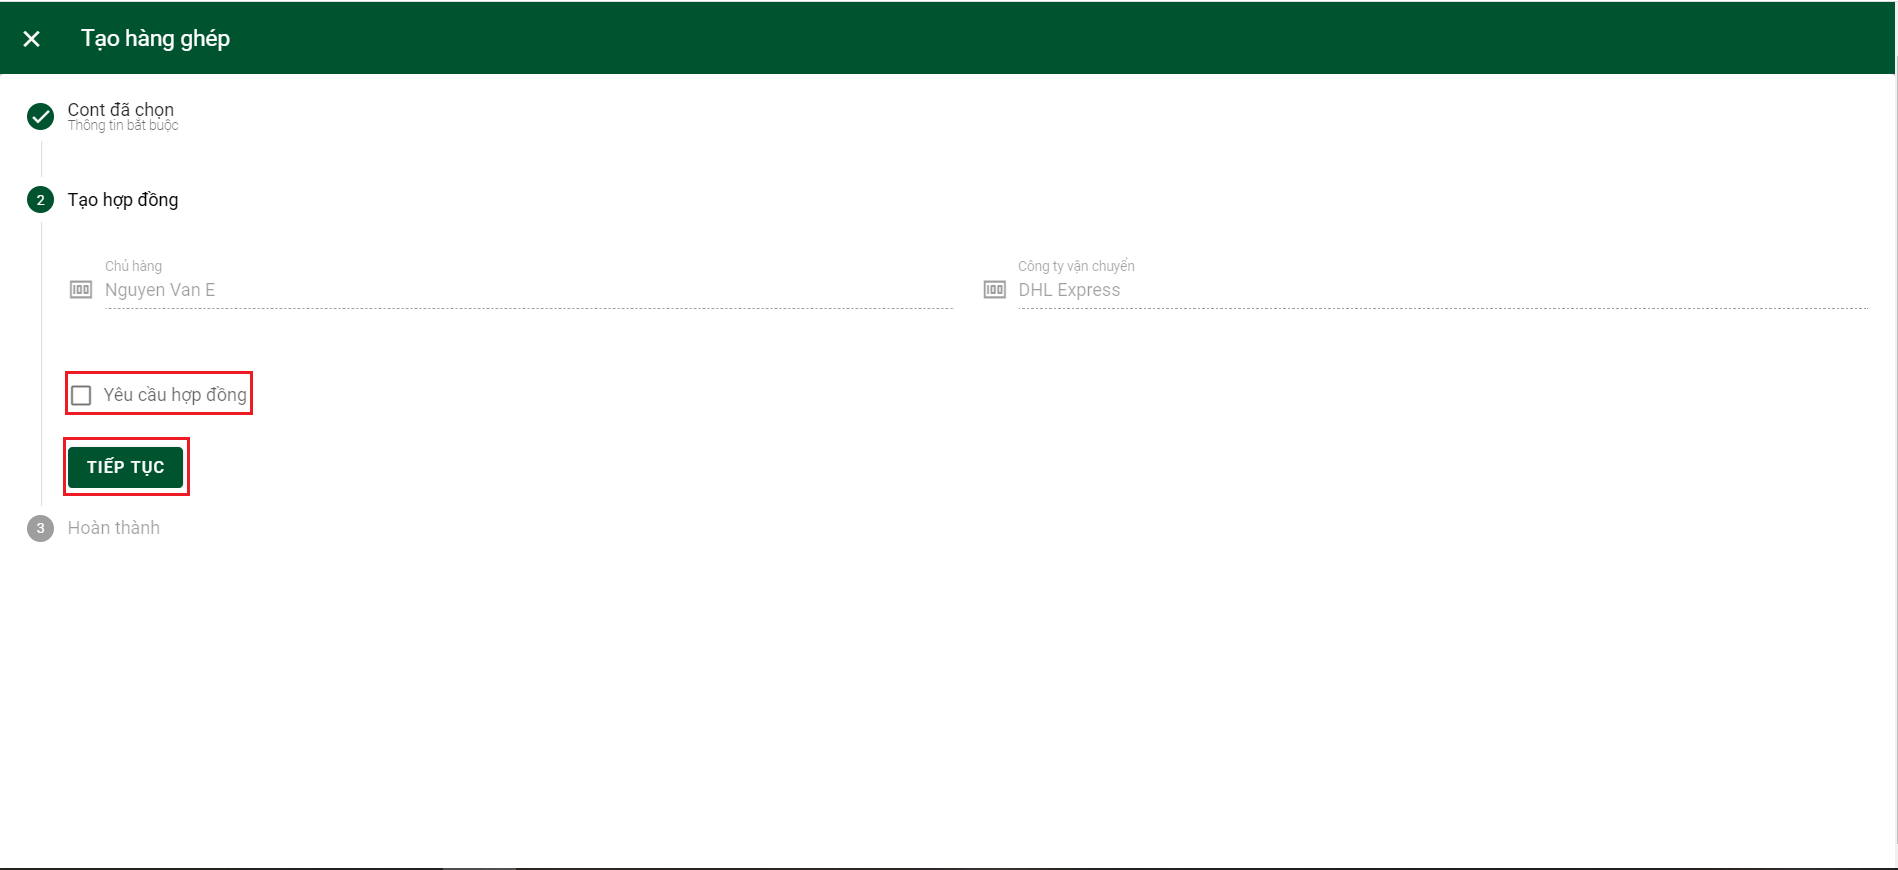 Tạo hàng ghép
Cont đã chọn
Thông tin bắt buộc
2 Tạo hợp đồng
Chủ hàng
Nguyen Van E
Công ty vận chuyển
DHL Express
Yêu cầu hợp đồng
TIẾP TỤC
3 Hoàn thành